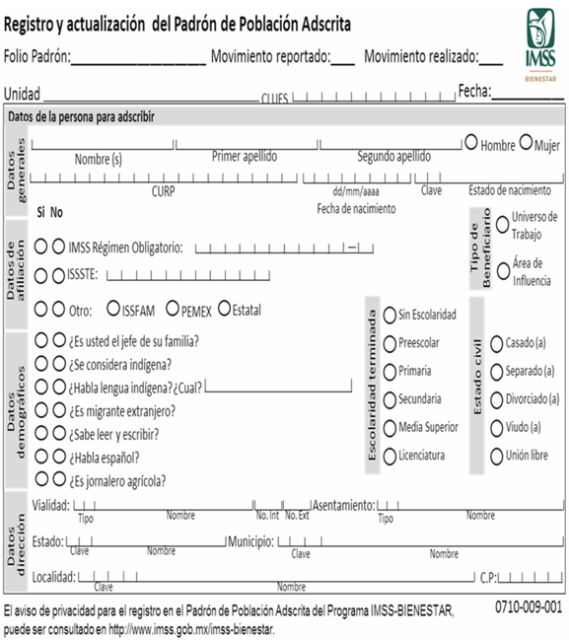 Registro y actualización del Padrón de Población Adscrita
IMSS
BIENESTAR
Folio Padrón: Movimiento reportado: Movimiento realizado:
Unidad CLUES Fecha:
Datos de la persona para adscribir
Datos generales
Nombre (s) Primer apellido Segundo apellido Hombre Mujer
CURP dd/mm/aaaa Clave Estado de nacimiento
Fecha de nacimiento
Si No
Datos de afiliación
IMSS Régimen Obligatorio: –
ISSSTE:
Otro: ISSFAM PEMEX Estatal
Tipo de Beneficiario
Universo de Trabajo
Área de Influencia
Datos demográficos
¿Es usted el jefe de su familia?
¿Se considera indígena?
¿Habla lengua indígena?¿Cual?
¿Es migrante extranjero?
¿Sabe leer y escribir?
¿Habla español?
¿Es jornalero agrícola?
Escolaridad terminada
Sin Escolaridad
Preescolar
Primaria
Secundaria
Media Superior
Licenciatura
Estado civil
Casado (a)
Separado (a)
Divorciado (a)
Viudo (a)
Unión libre
Datos dirección
Vialidad: Asentamiento:
Tipo Nombre No. Int No. Ext Tipo Nombre
Estado: Municipio:
Clave Nombre Clave Nombre
Localidad: C.P:
Clave Nombre
El aviso de privacidad para el registro en el Padrón de Población Adscrita del Programa IMSS-BIENESTAR, 0710-009-001
puede ser consultado en http://www.imss.gob.mx/imss-bienestar.